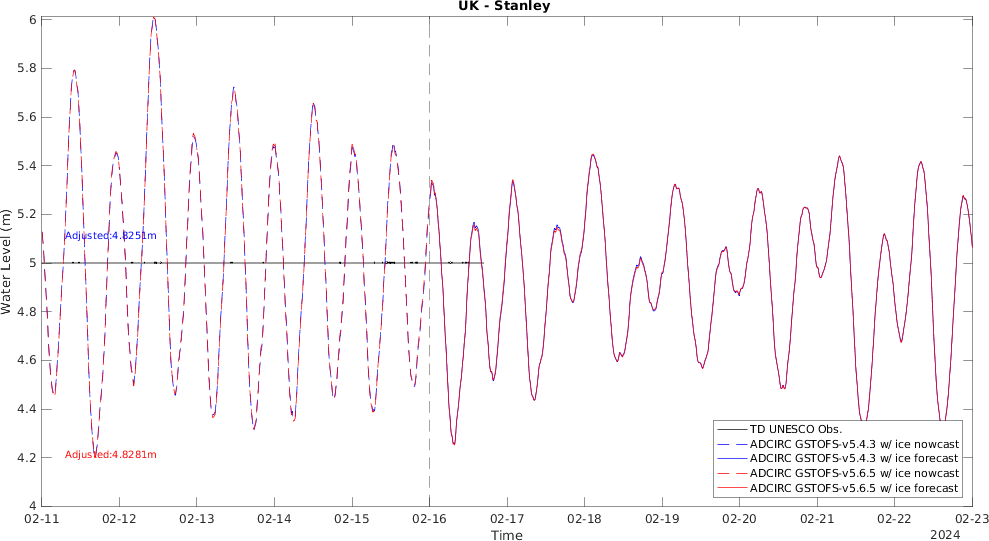 UK - Stanley
Water Level (m)
6
5.8
5.6
5.4
5.2
5
4.8
4.6
4.4
4.2
4
Adjusted:4.8251m
Adjusted:4.8281m
TD UNESCO Obs.
ADCIRC GSTOFS-v5.4.3 w/ ice nowcast
ADCIRC GSTOFS-v5.4.3 w/ ice forecast
ADCIRC GSTOFS-v5.6.5 w/ ice nowcast
ADCIRC GSTOFS-v5.6.5 w/ ice forecast
02-11 02-12 02-13 02-14 02-15 02-16 02-17 02-18 02-19 02-20 02-21 02-22 02-23
Time
2024